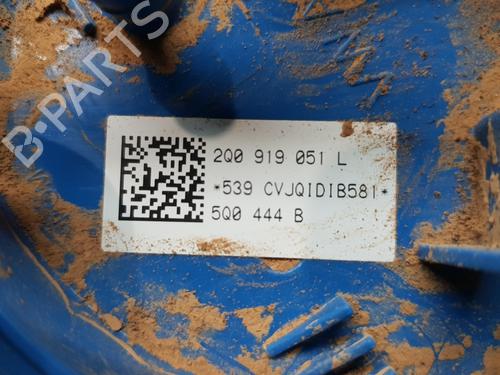 B-PARTS
2Q0 919 051 L
*539 CVJQIDIB581*
5Q0 444 B